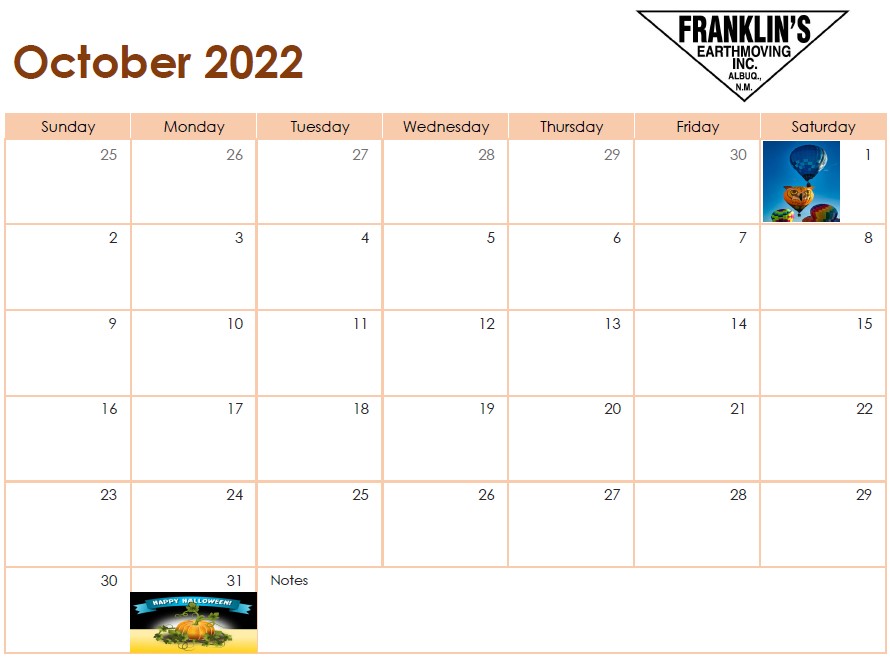 October 2022
FRANKLIN'S
EARTHMOVING
INC.
ALBUQ.,
N.M.
Sunday Monday Tuesday Wednesday Thursday Friday Saturday
25 26 27 28 29 30 1
2 3 4 5 6 7 8
9 10 11 12 13 14 15
16 17 18 19 20 21 22
23 24 25 26 27 28 29
30 31 Notes
HAPPY HALLOWEEN!